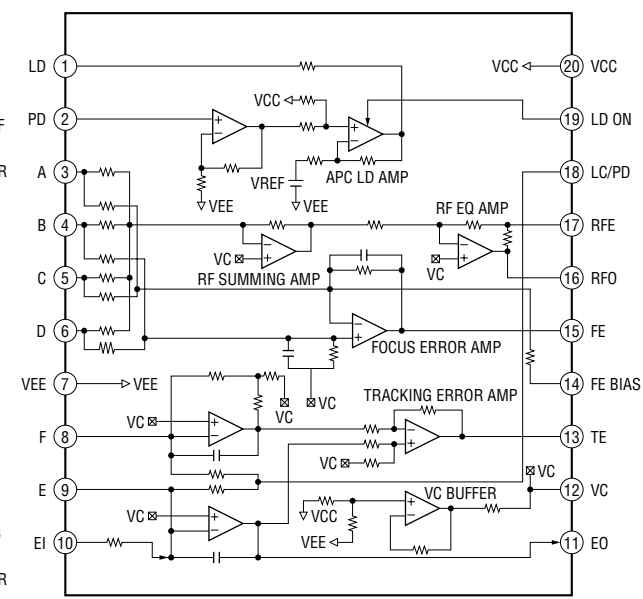 LD 1
VCC 20 VCC
VCC
PD 2
19 LD ON
F
R
A 3
VREF
VEE
VEE
APC LD AMP
18 LC/PD
B 4
RF EQ AMP
17 RFE
VC
VC
C 5
RF SUMMING AMP
16 RFO
D 6
FOCUS ERROR AMP
15 FE
VEE 7 VEE
VC VC
14 FE BIAS
TRACKING ERROR AMP
F 8
VC
13 TE
VC
VC
E 9
VC BUFFER
12 VC
VC
VCC
VEE
EI 10
11 EO
R